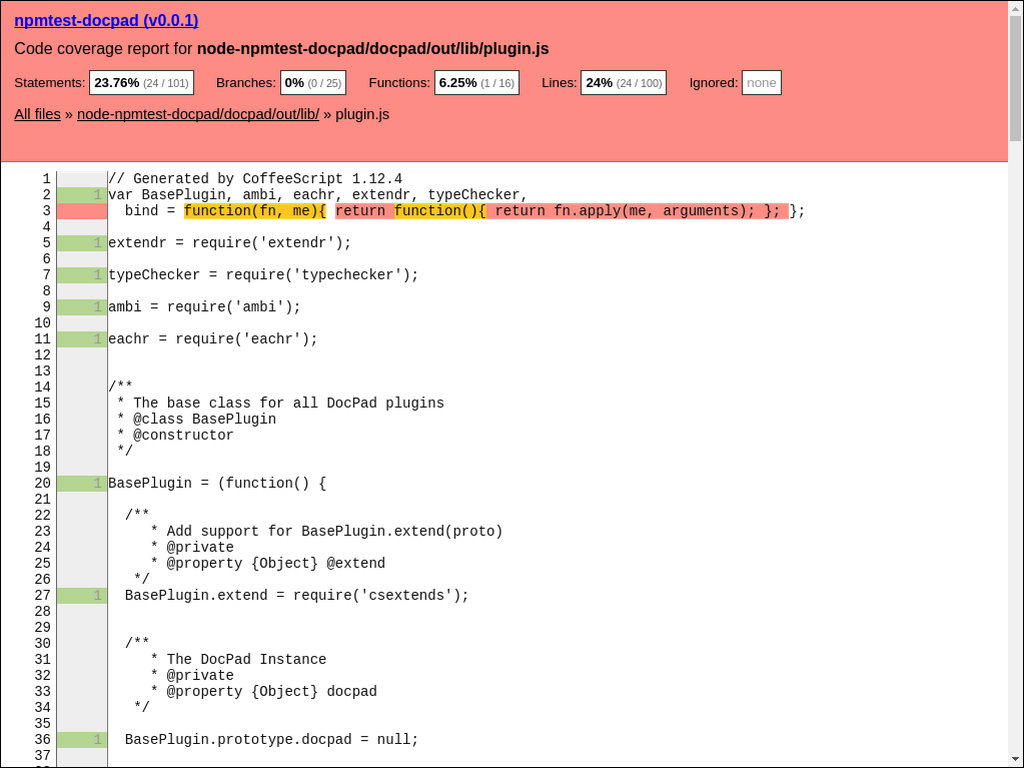 npmtest-docpad (v0.0.1)
Code coverage report for node-npmtest-docpad/docpad/out/lib/plugin.js
Statements: 23.76% (24 / 101) Branches: 0% (0 / 25) Functions: 6.25% (1 / 16) Lines: 24% (24 / 100) Ignored: none
All files » node-npmtest-docpad/docpad/out/lib/ » plugin.js
1 // Generated by CoffeeScript 1.12.4
2 1 var BasePlugin, ambi, eachr, extendr, typeChecker,
3 bind = function(fn, me){ return function(){ return fn.apply(me, arguments); }; };
4
5 1 extendr = require('extendr');
6
7 1 typeChecker = require('typechecker');
8
9 1 ambi = require('ambi');
10
11 1 eachr = require('eachr');
12
13
14 /**
15 * The base class for all DocPad plugins
16 * @class BasePlugin
17 * @constructor
18 */
19
20 1 BasePlugin = (function() {
21
22 /**
23 * Add support for BasePlugin.extend(proto)
24 * @private
25 * @property {Object} @extend
26 */
27 1 BasePlugin.extend = require('csextends');
28
29
30 /**
31 * The DocPad Instance
32 * @private
33 * @property {Object} docpad
34 */
35
36 1 BasePlugin.prototype.docpad = null;
37